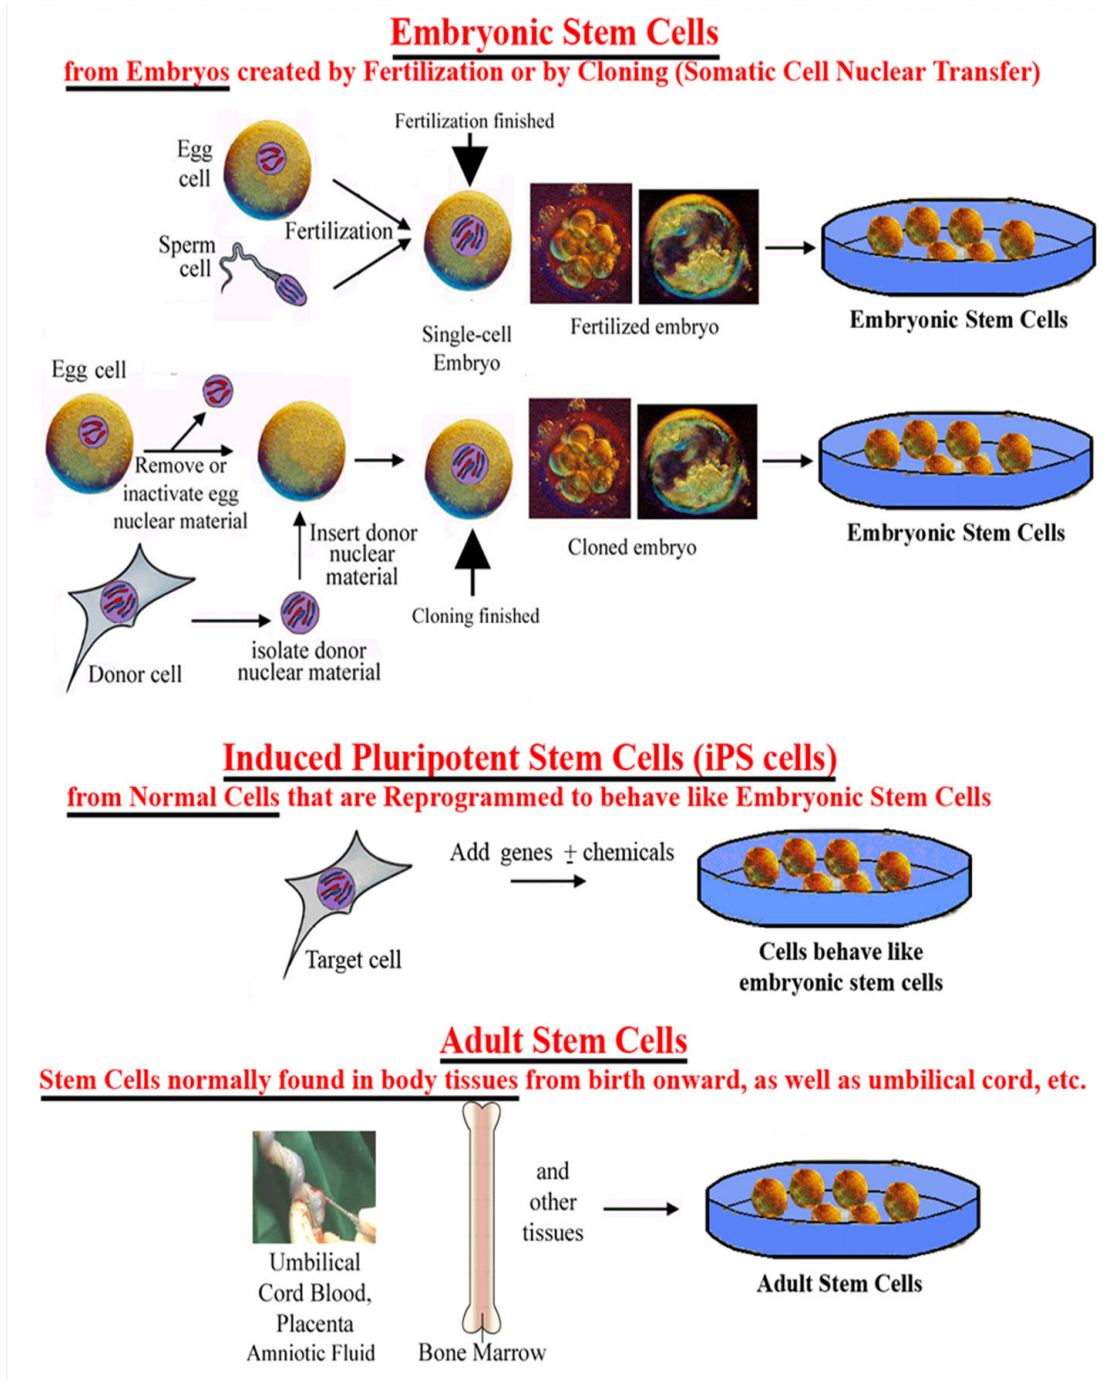 Embryonic Stem Cells
from Embryos created by Fertilization or by Cloning (Somatic Cell Nuclear Transfer)
Fertilization finished
Egg
cell
Fertilization
Sperm
cell
Single-cell
Embryo
Fertilized embryo
Embryonic Stem Cells
Egg cell
Remove or
inactivate egg
nuclear material
Insert donor
nuclear
material
Donor cell
isolate donor
nuclear material
Cloning finished
Cloned embryo
Embryonic Stem Cells
Induced Pluripotent Stem Cells (iPS cells)
from Normal Cells that are Reprogrammed to behave like Embryonic Stem Cells
Add genes ± chemicals
Target cell
Cells behave like
embryonic stem cells
Adult Stem Cells
Stem Cells normally found in body tissues from birth onward, as well as umbilical cord, etc.
Umbilical
Cord Blood,
Placenta
Amniotic Fluid
Bone Marrow
and
other
tissues
Adult Stem Cells